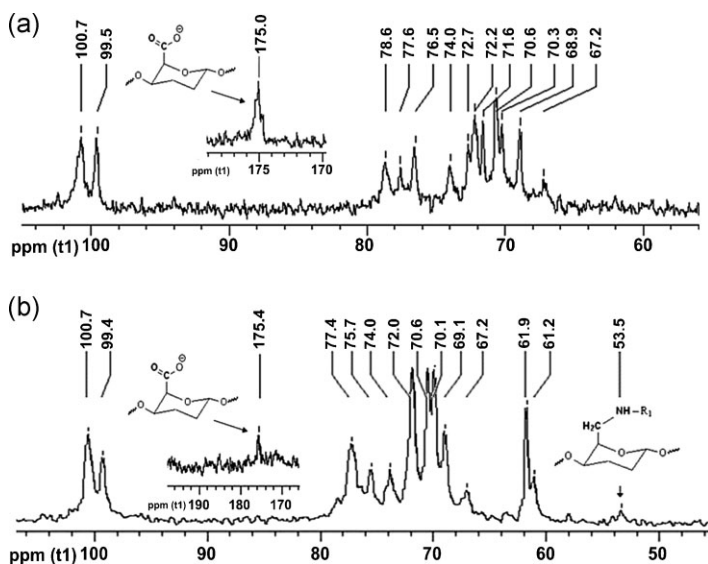 (a)
100.7 99.5 175.0 78.6 77.6 76.5 74.0 72.7 72.2 71.6 70.6 70.3 68.9 67.2
O C O ⊖
O O O
ppm (t1) 175 170
ppm (t1) 100 90 80 70 60
(b)
100.7 99.4 175.4 77.4 75.7 74.0 72.0 70.6 70.1 69.1 67.2 61.9 61.2 53.5
O C O ⊖
O O O
H₂C NH-R₁
O O O
ppm (t1) 190 180 170
ppm (t1) 100 90 80 70 60 50